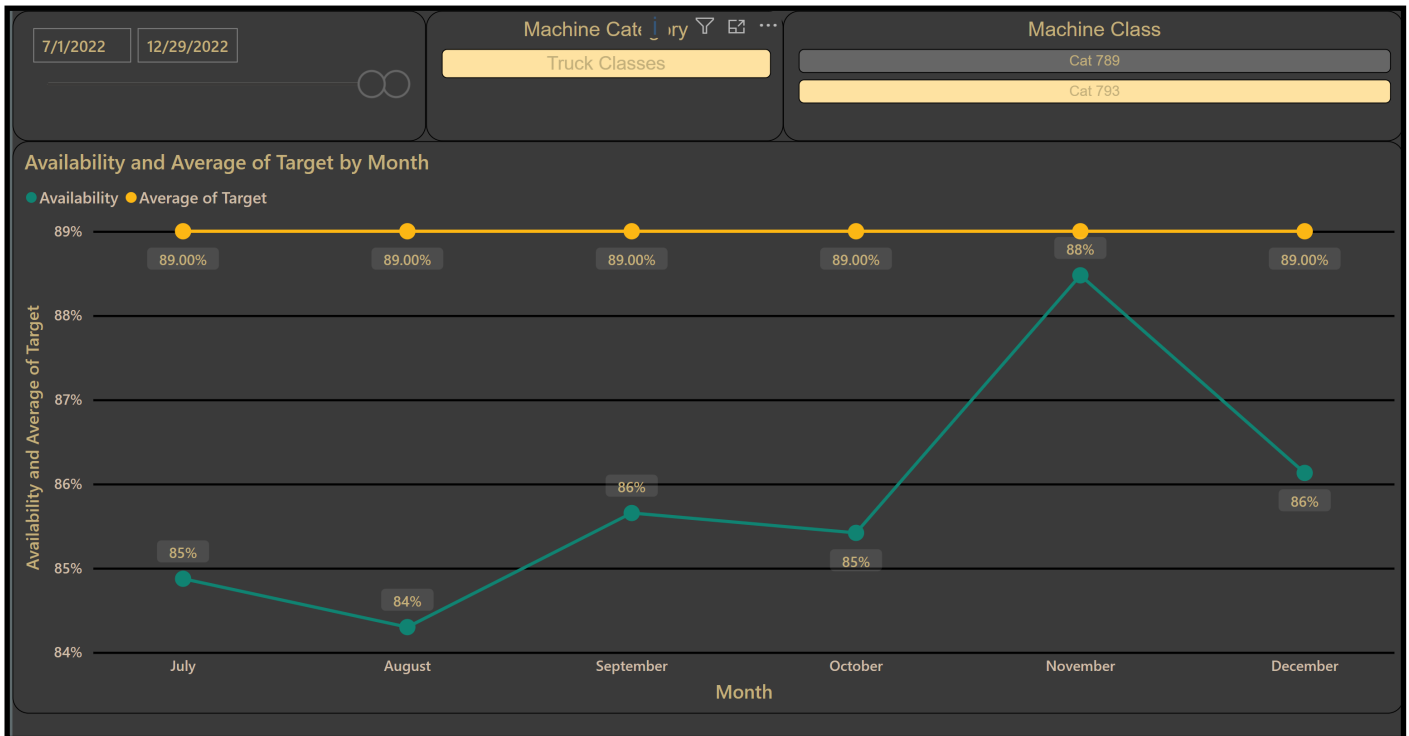 7/1/2022 12/29/2022
Machine Category
Truck Classes
Machine Class
Cat 789
Cat 793
Availability and Average of Target by Month
Availability Average of Target
Availability and Average of Target
89%
88%
87%
86%
85%
84%
89.00% 89.00% 89.00% 89.00% 88% 89.00%
85% 84% 86% 85% 86%
July August September October November December
Month